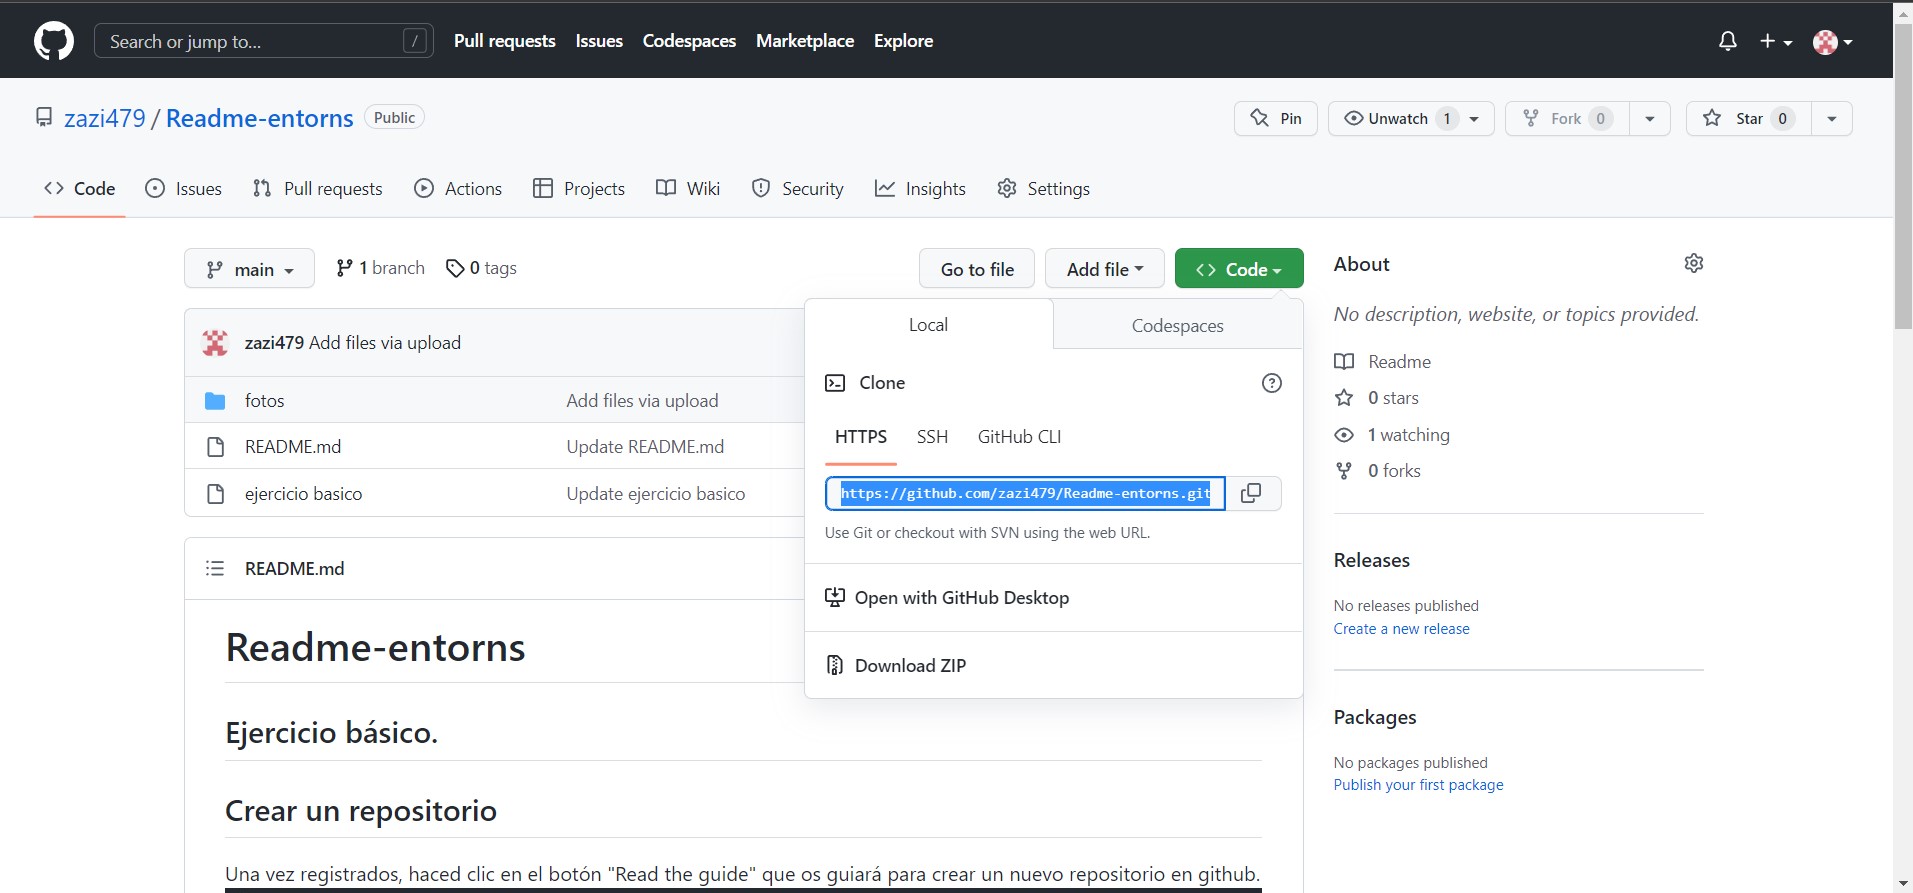 Search or jump to... /
Pull requests Issues Codespaces Marketplace Explore
zazi479 / Readme-entorns Public
Pin Unwatch 1 Fork 0 Star 0
Code Issues Pull requests Actions Projects Wiki Security Insights Settings
main 1 branch 0 tags
Go to file Add file Code
zazi479 Add files via upload
fotos Add files via upload
README.md Update README.md
ejercicio basico Update ejercicio basico
Local Codespaces
Clone
HTTPS SSH GitHub CLI
https://github.com/zazi479/Readme-entorns.git
Use Git or checkout with SVN using the web URL.
Open with GitHub Desktop
Download ZIP
README.md
Readme-entorns
Ejercicio básico.
Crear un repositorio
Una vez registrados, haced clic en el botón "Read the guide" que os guiará para crear un nuevo repositorio en github.
About
No description, website, or topics provided.
Readme
0 stars
1 watching
0 forks
Releases
No releases published
Create a new release
Packages
No packages published
Publish your first package